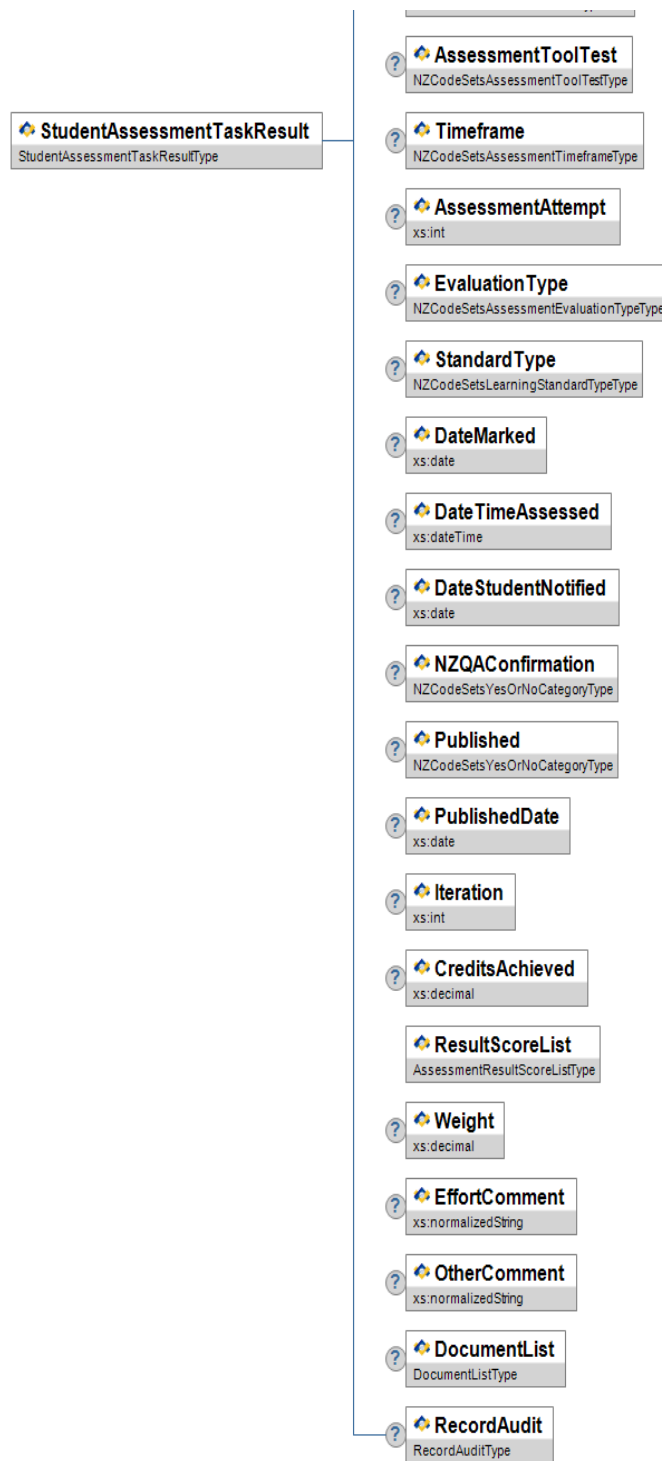 ?
AssessmentToolTest
NZCodeSetsAssessmentToolTestType
StudentAssessmentTaskResult
StudentAssessmentTaskResultType
?
Timeframe
NZCodeSetsAssessmentTimeframeType
?
AssessmentAttempt
xs:int
?
EvaluationType
NZCodeSetsAssessmentEvaluationTypeType
?
StandardType
NZCodeSetsLearningStandardTypeType
?
DateMarked
xs:date
?
DateTimeAssessed
xs:dateTime
?
DateStudentNotified
xs:date
?
NZQAConfirmation
NZCodeSetsYesOrNoCategoryType
?
Published
NZCodeSetsYesOrNoCategoryType
?
PublishedDate
xs:date
?
Iteration
xs:int
?
CreditsAchieved
xs:decimal
ResultScoreList
AssessmentResultScoreListType
?
Weight
xs:decimal
?
EffortComment
xs:normalizedString
?
OtherComment
xs:normalizedString
?
DocumentList
DocumentListType
?
RecordAudit
RecordAuditType